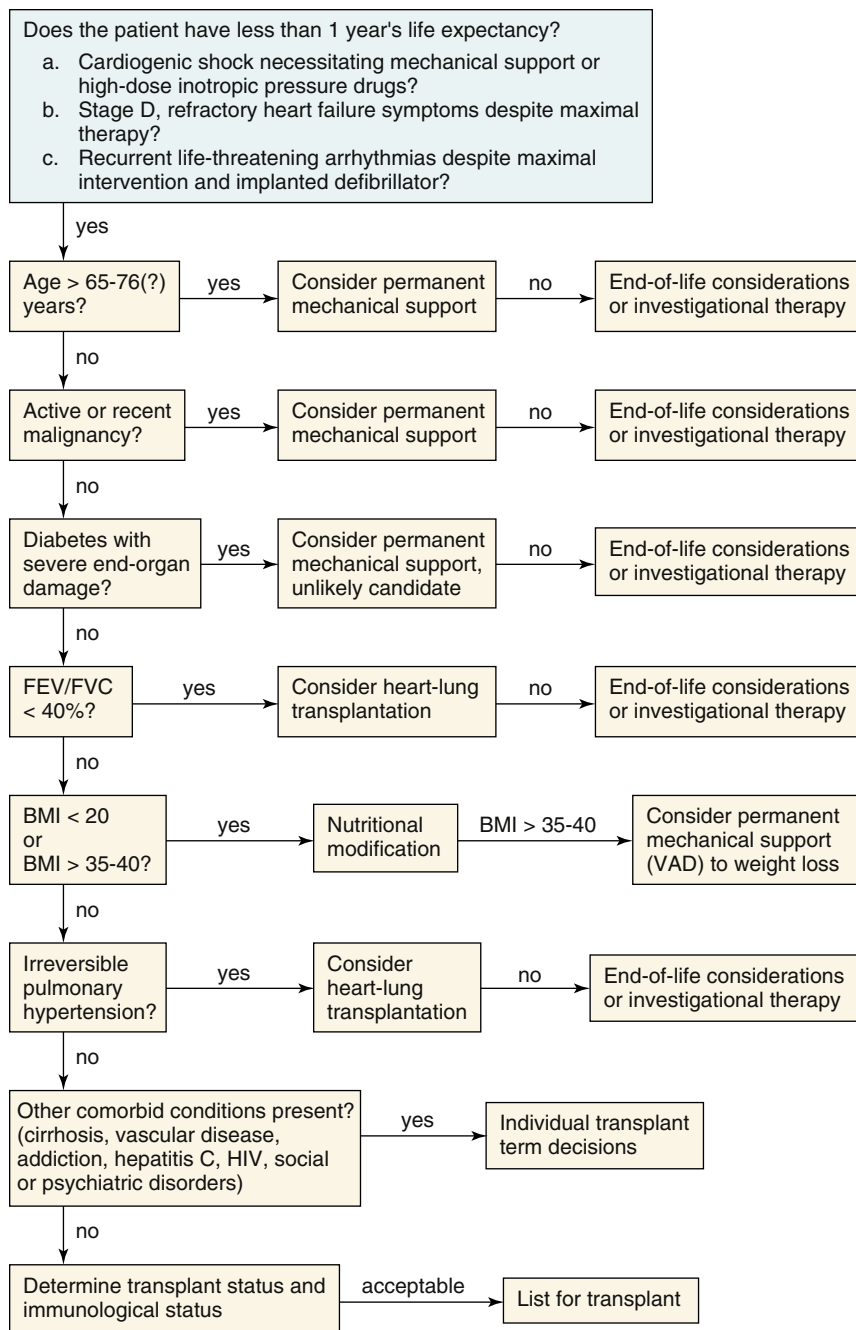 Does the patient have less than 1 year's life expectancy?
a. Cardiogenic shock necessitating mechanical support or
high-dose inotropic pressure drugs?
b. Stage D, refractory heart failure symptoms despite maximal
therapy?
c. Recurrent life-threatening arrhythmias despite maximal
intervention and implanted defibrillator?
yes
Age > 65-76(?)
years?
yes
Consider permanent
mechanical support
no
End-of-life considerations
or investigational therapy
no
Active or recent
malignancy?
yes
Consider permanent
mechanical support
no
End-of-life considerations
or investigational therapy
no
Diabetes with
severe end-organ
damage?
yes
Consider permanent
mechanical support,
unlikely candidate
no
End-of-life considerations
or investigational therapy
no
FEV/FVC
< 40%?
yes
Consider heart-lung
transplantation
no
End-of-life considerations
or investigational therapy
no
BMI < 20
or
BMI > 35-40?
yes
Nutritional
modification
BMI > 35-40
Consider permanent
mechanical support
(VAD) to weight loss
no
Irreversible
pulmonary
hypertension?
yes
Consider
heart-lung
transplantation
no
End-of-life considerations
or investigational therapy
no
Other comorbid conditions present?
(cirrhosis, vascular disease,
addiction, hepatitis C, HIV, social
or psychiatric disorders)
yes
Individual transplant
term decisions
no
Determine transplant status and
immunological status
acceptable
List for transplant